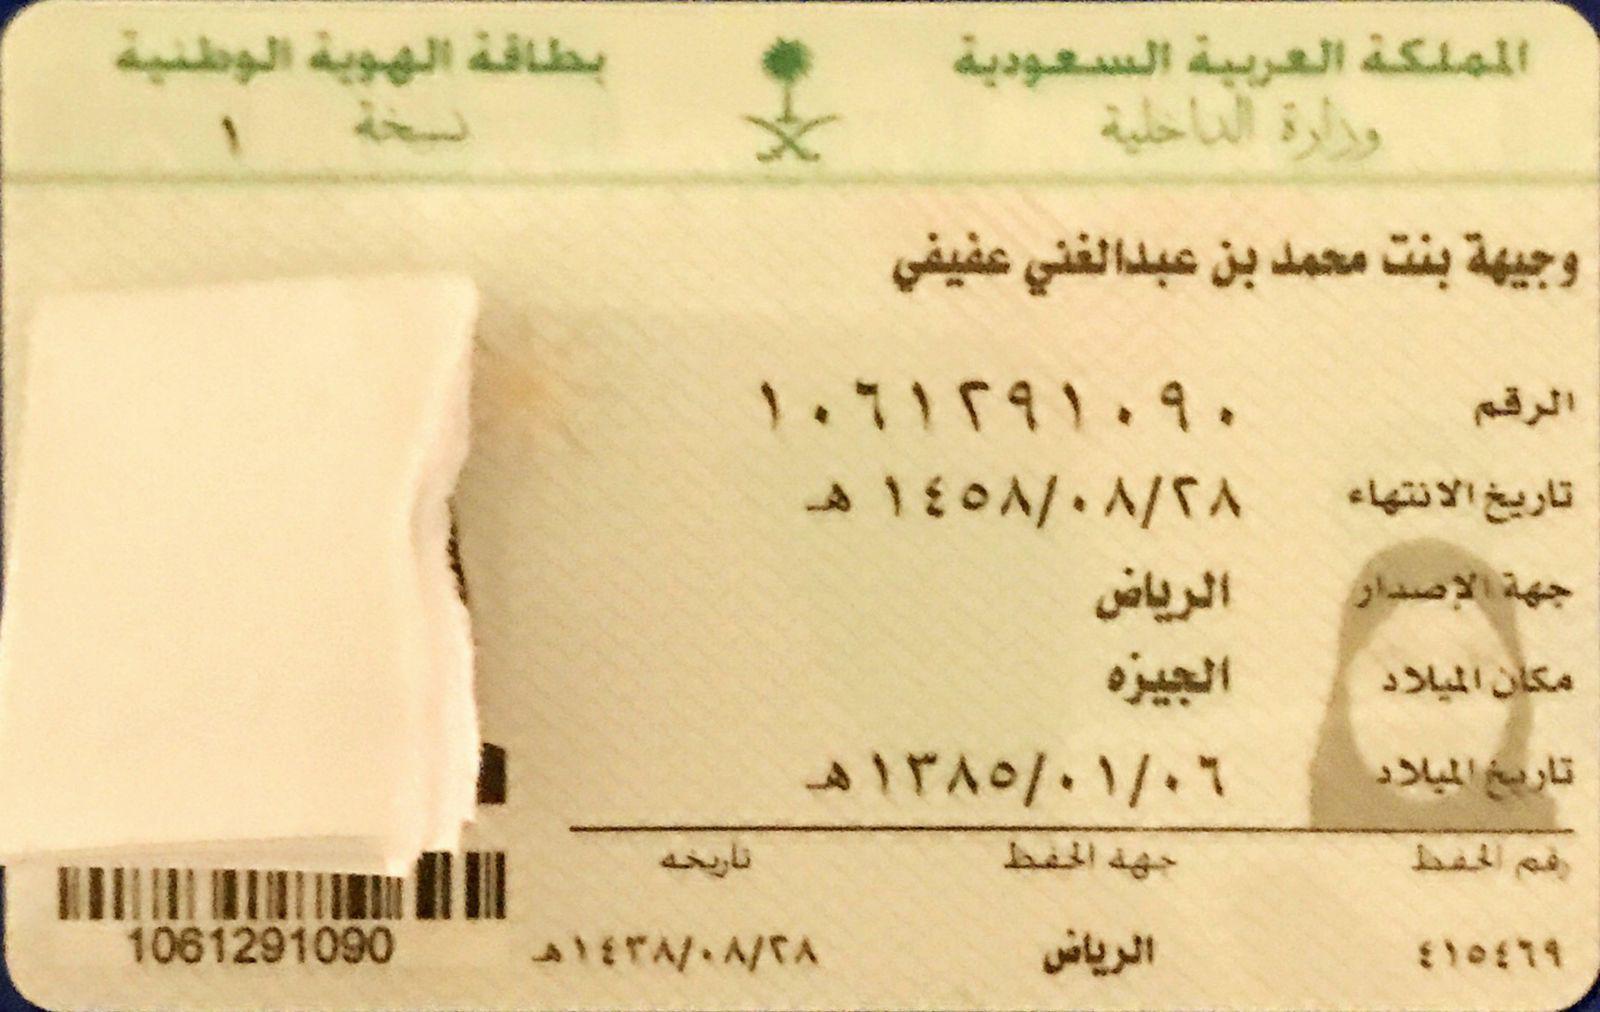 المملكة العربية السعودية
بطاقة الهوية الوطنية
وزارة الداخلية
نسخة ١
وجيهة بنت محمد بن عبدالغني عفيفي
الرقم ١٠٦١٢٩١٠٩٠
تاريخ الانتهاء ١٤٥٨/٠٨/٢٨ هـ
جهة الإصدار الرياض
مكان الميلاد الجيزه
تاريخ الميلاد ١٣٨٥/٠١/٠٦ هـ
رقم الحفظ جهة الحفظ تاريخه
٤١٥٤٦٩ الرياض ١٤٣٨/٠٨/٢٨هـ
1061291090